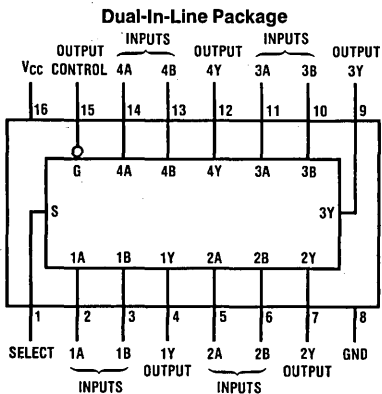 Dual-In-Line Package
OUTPUT INPUTS OUTPUT INPUTS OUTPUT
VCC CONTROL 4A 4B 4Y 3A 3B 3Y
16 15 14 13 12 11 10 9
G 4A 4B 4Y 3A 3B
S 3Y
1A 1B 1Y 2A 2B 2Y
1 2 3 4 5 6 7 8
SELECT 1A 1B 1Y 2A 2B 2Y GND
INPUTS OUTPUT INPUTS OUTPUT